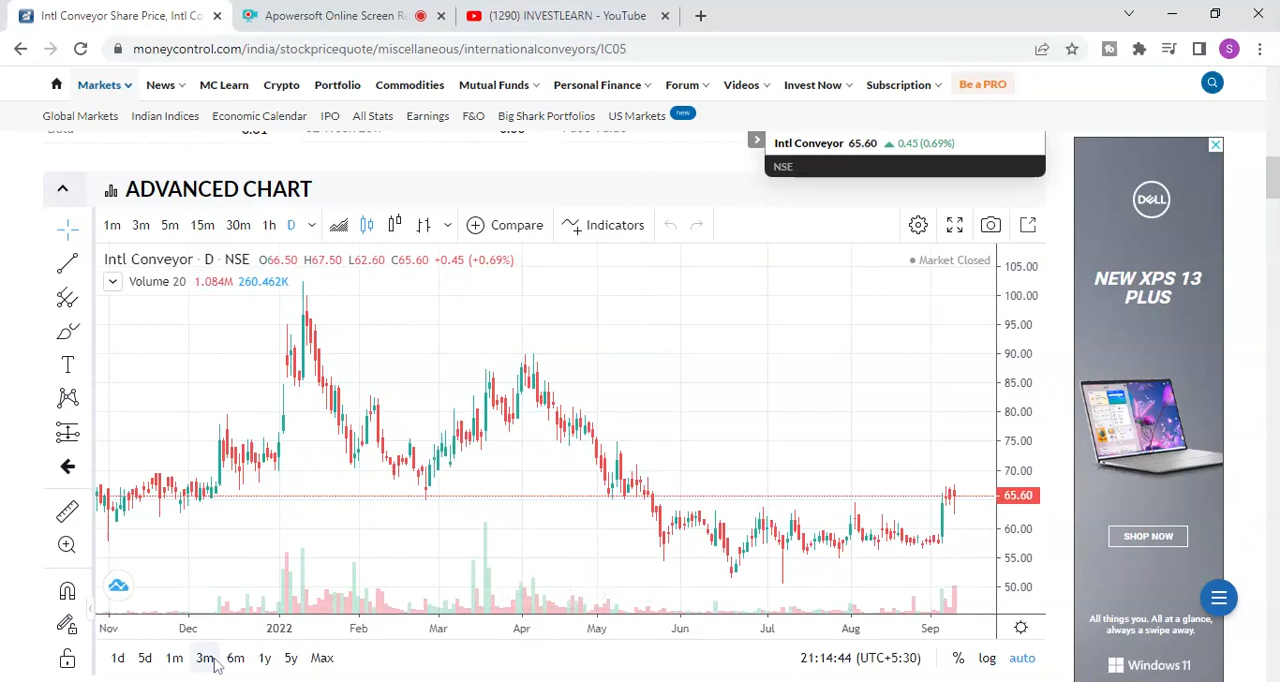 Intl Conveyor Share Price, Intl Co
Apowersoft Online Screen Re
(1290) INVESTLEARN - YouTube
moneycontrol.com/india/stockpricequote/miscellaneous/internationalconveyors/IC05
S
Markets News MC Learn Crypto Portfolio Commodities Mutual Funds Personal Finance Forum Videos Invest Now Subscription Be a PRO
Global Markets Indian Indices Economic Calendar IPO All Stats Earnings F&O Big Shark Portfolios US Markets new
Intl Conveyor 65.60 0.45 (0.69%)
NSE
ADVANCED CHART
1m 3m 5m 15m 30m 1h D Compare Indicators
Intl Conveyor · D · NSE O66.50 H67.50 L62.60 C65.60 +0.45 (+0.69%)
Market Closed
Volume 20 1.084M 260.462K
105.00
100.00
95.00
90.00
85.00
80.00
75.00
70.00
65.60
60.00
55.00
50.00
Nov Dec 2022 Feb Mar Apr May Jun Jul Aug Sep
1d 5d 1m 3m 6m 1y 5y Max
21:14:44 (UTC+5:30) % log auto
DELL
NEW XPS 13
PLUS
SHOP NOW
All things you. All at a glance,
always a swipe away.
Windows 11